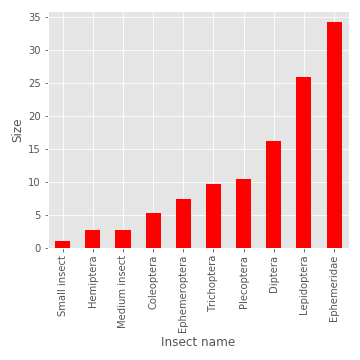 35
30
25
20
15
10
5
0
Size
Small insect
Hemiptera
Medium insect
Coleoptera
Ephemeroptera
Trichoptera
Plecoptera
Diptera
Lepidoptera
Ephemeridae
Insect name